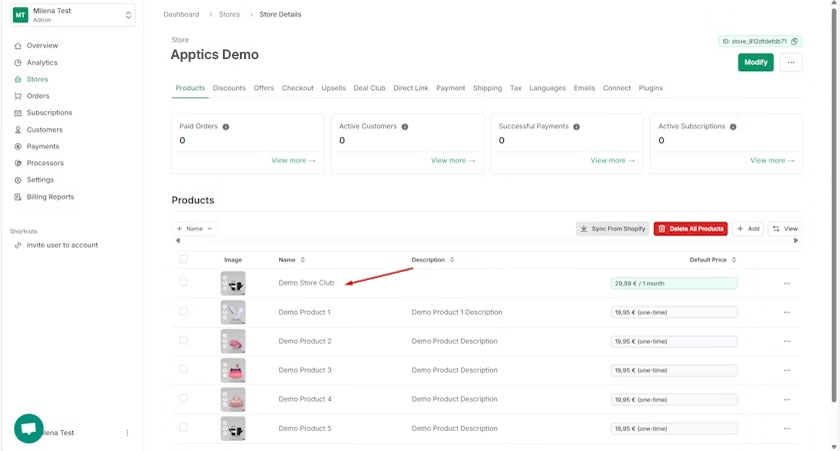 MT
Milena Test
Admin
Dashboard > Stores > Store Details
Overview
Analytics
Stores
Orders
Subscriptions
Customers
Payments
Processors
Settings
Billing Reports
Shortcuts
Invite user to account
Store
Apptics Demo
ID: store_912dfdefdb71
Modify
...
Products Discounts Offers Checkout Upsells Deal Club Direct Link Payment Shipping Tax Languages Emails Connect Plugins
Paid Orders
0
View more →
Active Customers
0
View more →
Successful Payments
0
View more →
Active Subscriptions
0
View more →
Products
+ Name
Sync From Shopify
Delete All Products
+ Add
View
Image Name Description Default Price
Demo Store Club 29,99 € / 1 month ...
Demo Product 1 Demo Product 1 Description 19,95 € (one-time) ...
Demo Product 2 Demo Product Description 19,95 € (one-time) ...
Demo Product 3 Demo Product Description 19,95 € (one-time) ...
Demo Product 4 Demo Product Description 19,95 € (one-time) ...
Demo Product 5 Demo Product Description 19,95 € (one-time) ...
ilena Test